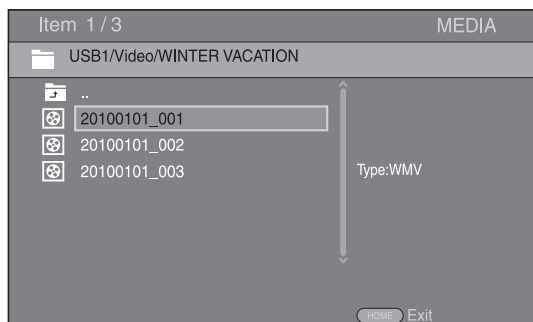 Item 1 / 3 MEDIA
USB1/Video/WINTER VACATION
..
20100101_001
20100101_002
20100101_003
Type:WMV
HOME Exit